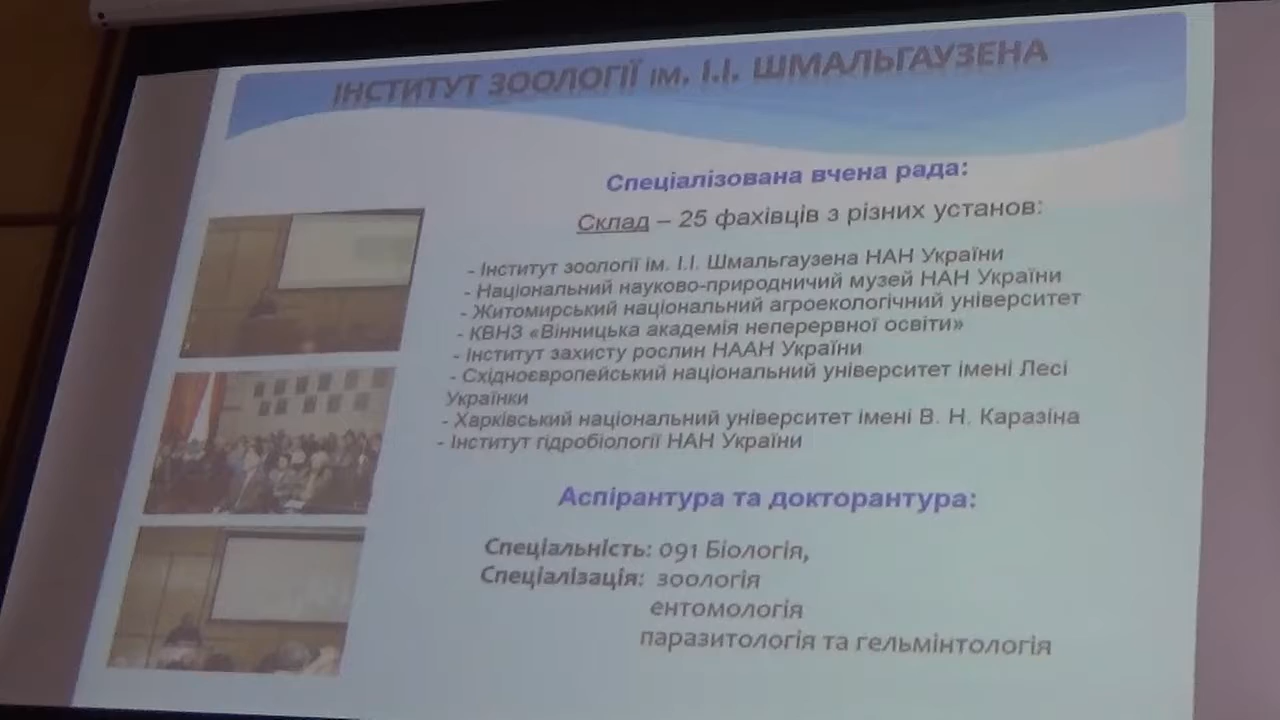 ІНСТИТУТ ЗООЛОГІЇ ІМ. І.І. ШМАЛЬГАУЗЕНА
Спеціалізована вчена рада:
Склад – 25 фахівців з різних установ:
- Інститут зоології ім. І.І. Шмальгаузена НАН України
- Національний науково-природничий музей НАН України
- Житомирський національний агроекологічний університет
- КВНЗ «Вінницька академія неперервної освіти»
- Інститут захисту рослин НААН України
- Східноєвропейський національний університет імені Лесі
Українки
- Харківський національний університет імені В. Н. Каразіна
- Інститут гідробіології НАН України
Аспірантура та докторантура:
Спеціальність: 091 Біологія,
Спеціалізація: зоологія
ентомологія
паразитологія та гельмінтологія